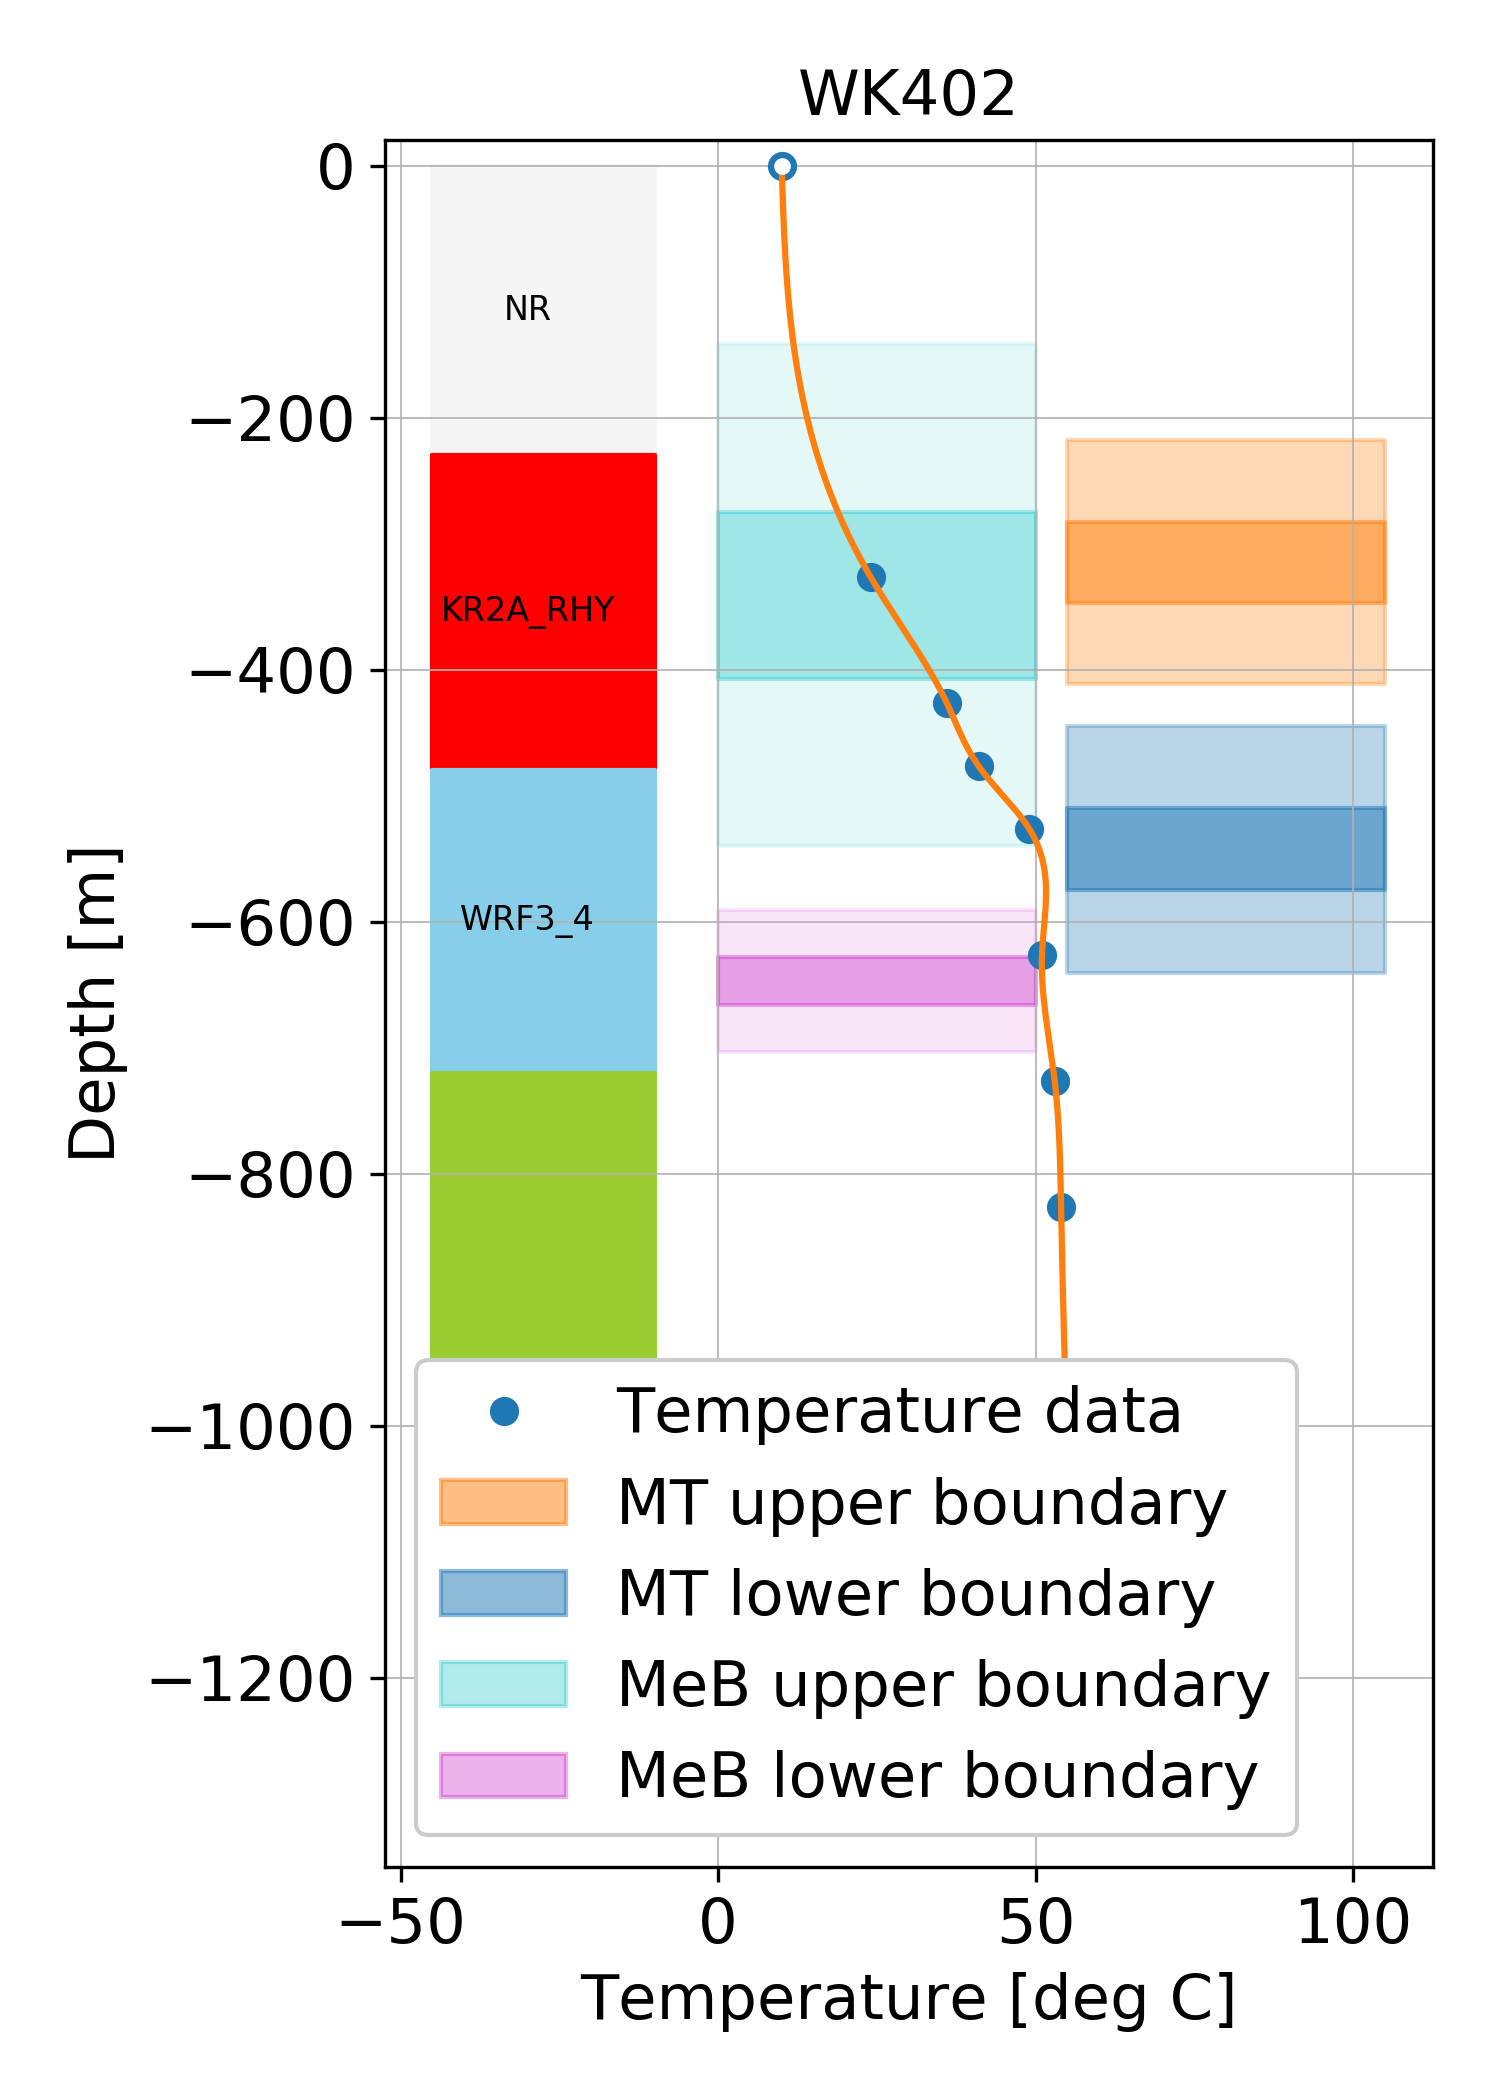 WK402
0
−200
−400
−600
−800
−1000
−1200
Depth [m]
NR
KR2A_RHY
WRF3_4
Temperature data
MT upper boundary
MT lower boundary
MeB upper boundary
MeB lower boundary
−50 0 50 100
Temperature [deg C]